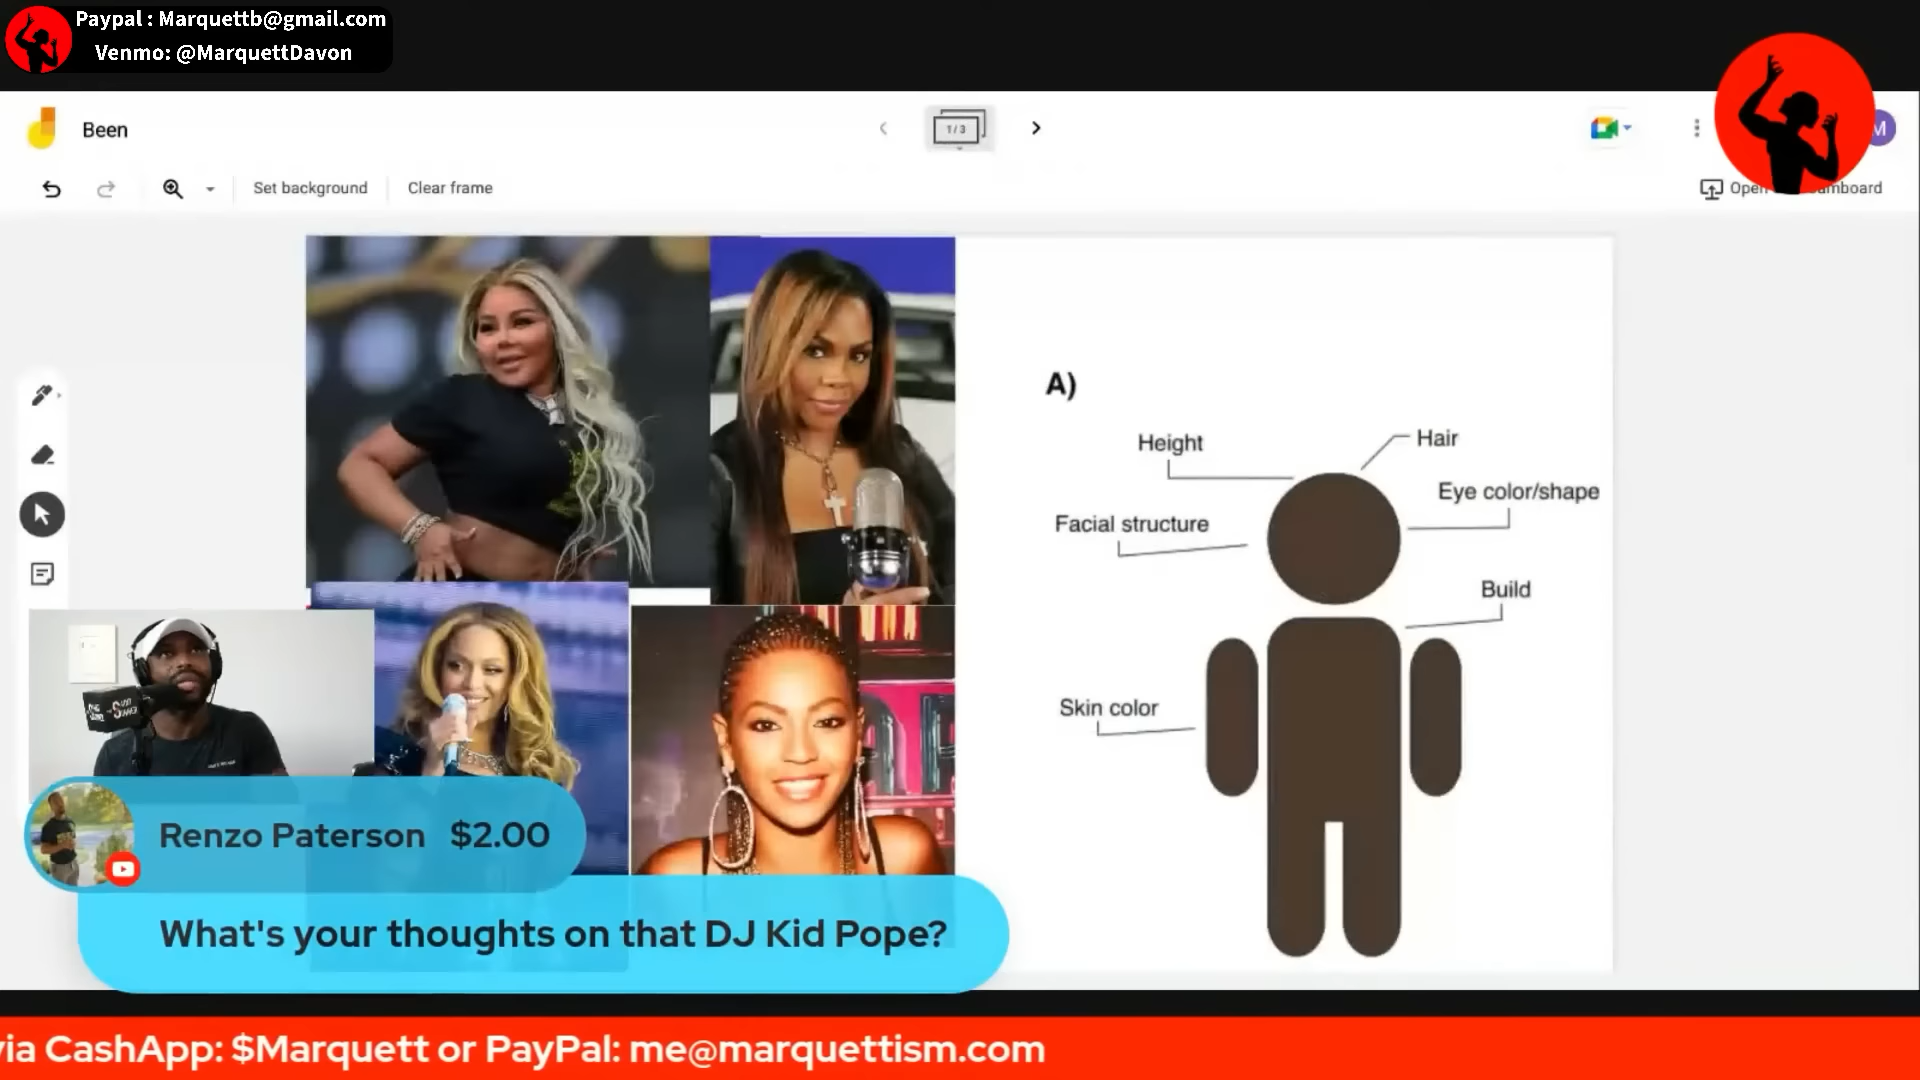 Paypal : Marquettb@gmail.com
Venmo: @MarquettDavon
Been
1/3
M
Set background
Clear frame
Open
A)
Height
Hair
Eye color/shape
Facial structure
Build
Skin color
Renzo Paterson $2.00
What's your thoughts on that DJ Kid Pope?
via CashApp: $Marquett or PayPal: me@marquettism.com